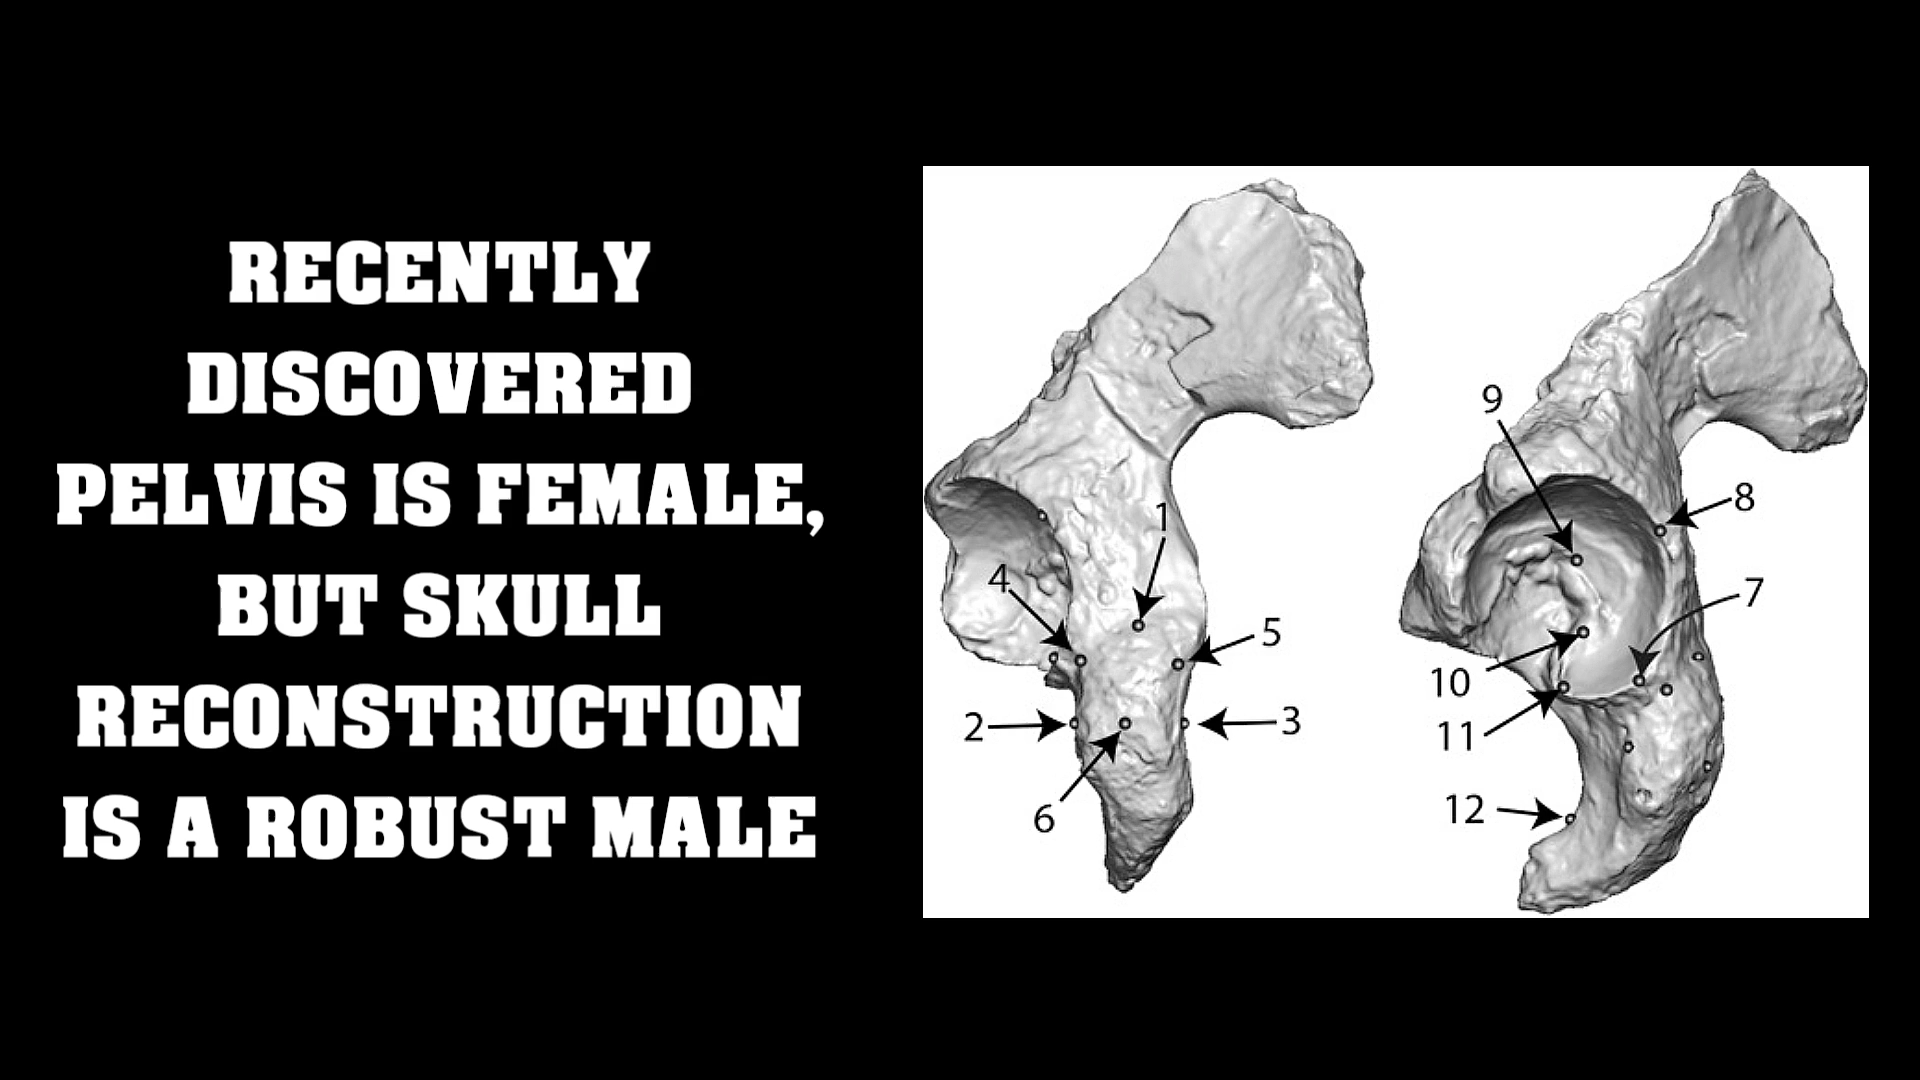 RECENTLY
DISCOVERED
PELVIS IS FEMALE,
BUT SKULL
RECONSTRUCTION
IS A ROBUST MALE
1
4
5
2
3
6
9
8
7
10
11
12